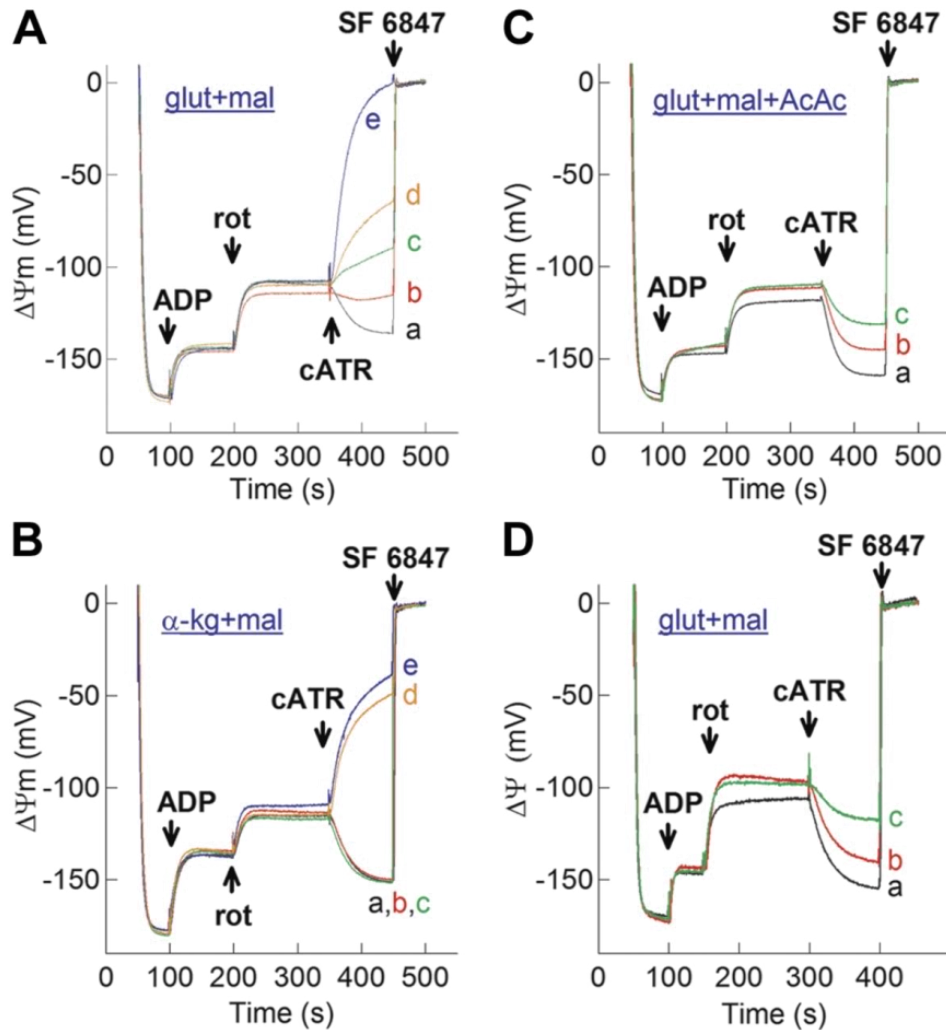 A
SF 6847
glut+mal
e
d
c
b
a
ADP
rot
cATR
0
-50
-100
-150
ΔΨm (mV)
0 100 200 300 400 500
Time (s)
C
SF 6847
glut+mal+AcAc
rot
cATR
ADP
c
b
a
0
-50
-100
-150
ΔΨm (mV)
0 100 200 300 400 500
Time (s)
B
SF 6847
α-kg+mal
cATR
e
d
ADP
rot
a,b,c
0
-50
-100
-150
ΔΨm (mV)
0 100 200 300 400 500
Time (s)
D
SF 6847
glut+mal
cATR
rot
ADP
c
b
a
0
-50
-100
-150
ΔΨ (mV)
0 100 200 300 400 500
Time (s)